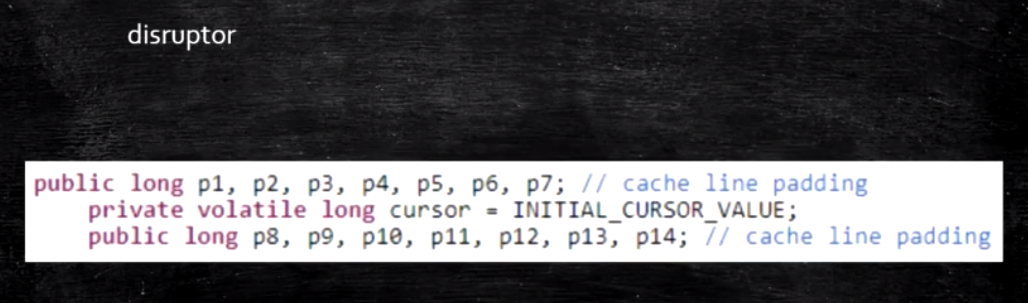 disruptor
public long p1, p2, p3, p4, p5, p6, p7; // cache line padding
private volatile long cursor = INITIAL_CURSOR_VALUE;
public long p8, p9, p10, p11, p12, p13, p14; // cache line padding